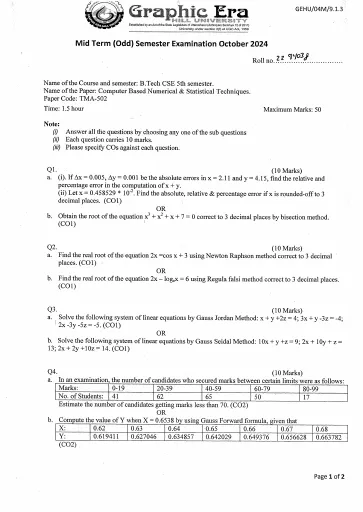 GEHU/04M/9.1.3
Graphic Era
HILL UNIVERSITY
Mid Term (Odd) Semester Examination October 2024
Roll no.
Name of the Course and semester: B.Tech CSE 5th semester.
Name of the Paper: Computer Based Numerical & Statistical Techniques.
Paper Code: TMA-502
Time: 1.5 hour Maximum Marks: 50
Note:
(i) Answer all the questions by choosing any one of the sub questions
(ii) Each question carries 10 marks.
(iii) Please specify COs against each question.
Q1. (10 Marks)
a. (i). If Δx = 0.005, Δy = 0.001 be the absolute errors in x = 2.11 and y = 4.15, find the relative and
percentage error in the computation of x + y.
(ii) Let x = 0.458529 * 10⁻². Find the absolute, relative & percentage error if x is rounded-off to 3
decimal places. (CO1)
OR
b. Obtain the root of the equation x³ + x² + x + 7 = 0 correct to 3 decimal places by bisection method.
(CO1)
Q2. (10 Marks)
a. Find the real root of the equation 2x =cos x + 3 using Newton Raphson method correct to 3 decimal
places. (CO1)
OR
b. Find the real root of the equation 2x – logₑx = 6 using Regula falsi method correct to 3 decimal places.
(CO1)
Q3. (10 Marks)
a. Solve the following system of linear equations by Gauss Jordan Method: x + y +2z = 4; 3x + y -3z = -4;
2x -3y -5z = -5. (CO1)
OR
b. Solve the following system of linear equations by Gauss Seidal Method: 10x + y +z = 9; 2x + 10y + z =
13; 2x + 2y +10z = 14. (CO1)
Q4. (10 Marks)
a. In an examination, the number of candidates who secured marks between certain limits were as follows:
Marks: 0-19 20-39 40-59 60-79 80-99
No. of Students: 41 62 65 50 17
Estimate the number of candidates getting marks less than 70. (CO2)
OR
b. Compute the value of Y when X = 0.6538 by using Gauss Forward formula, given that
X: 0.62 0.63 0.64 0.65 0.66 0.67 0.68
Y: 0.619411 0.627046 0.634857 0.642029 0.649376 0.656628 0.663782
(CO2)
Page 1 of 2